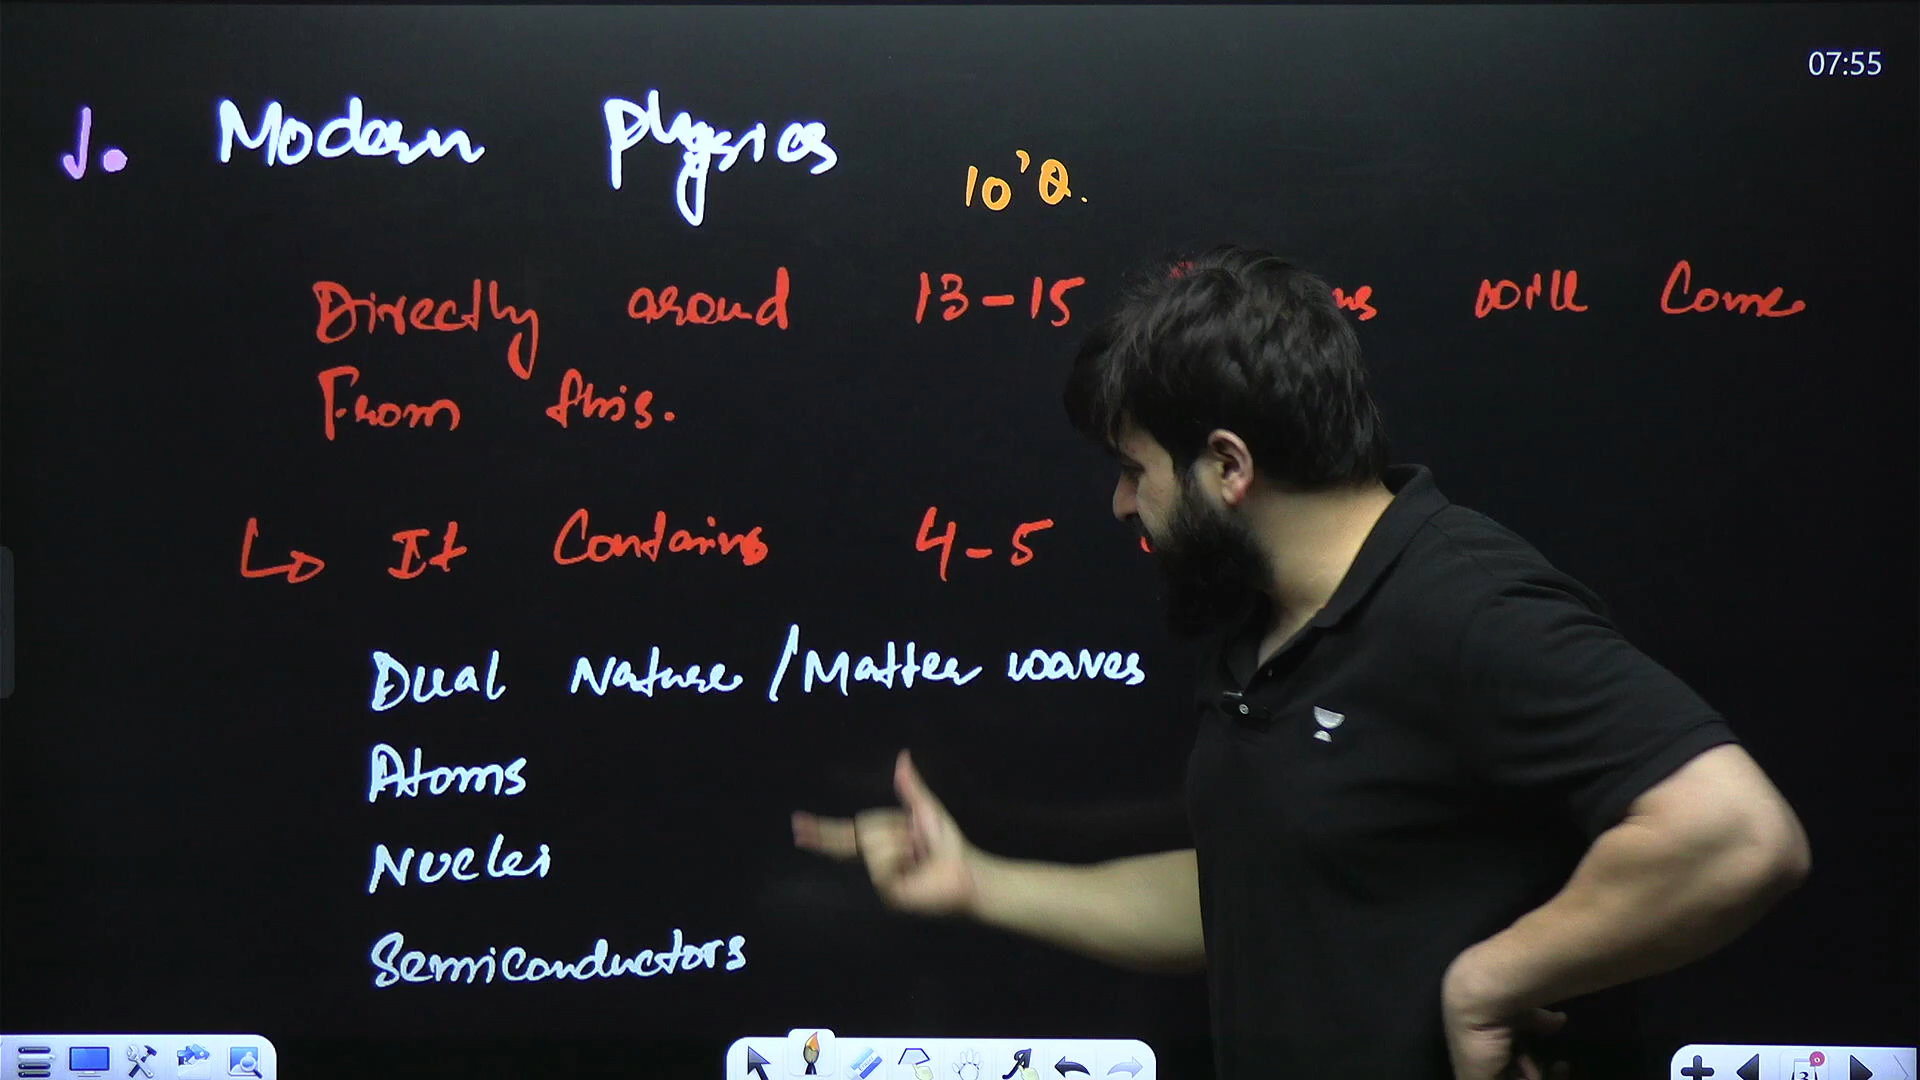 07:55
1. Modern Physics
10' Q.
Directly around 13-15 will Come
From this.
↳ It Contains 4-5
Dual Nature / Matter waves
Atoms
Nuclei
Semiconductors